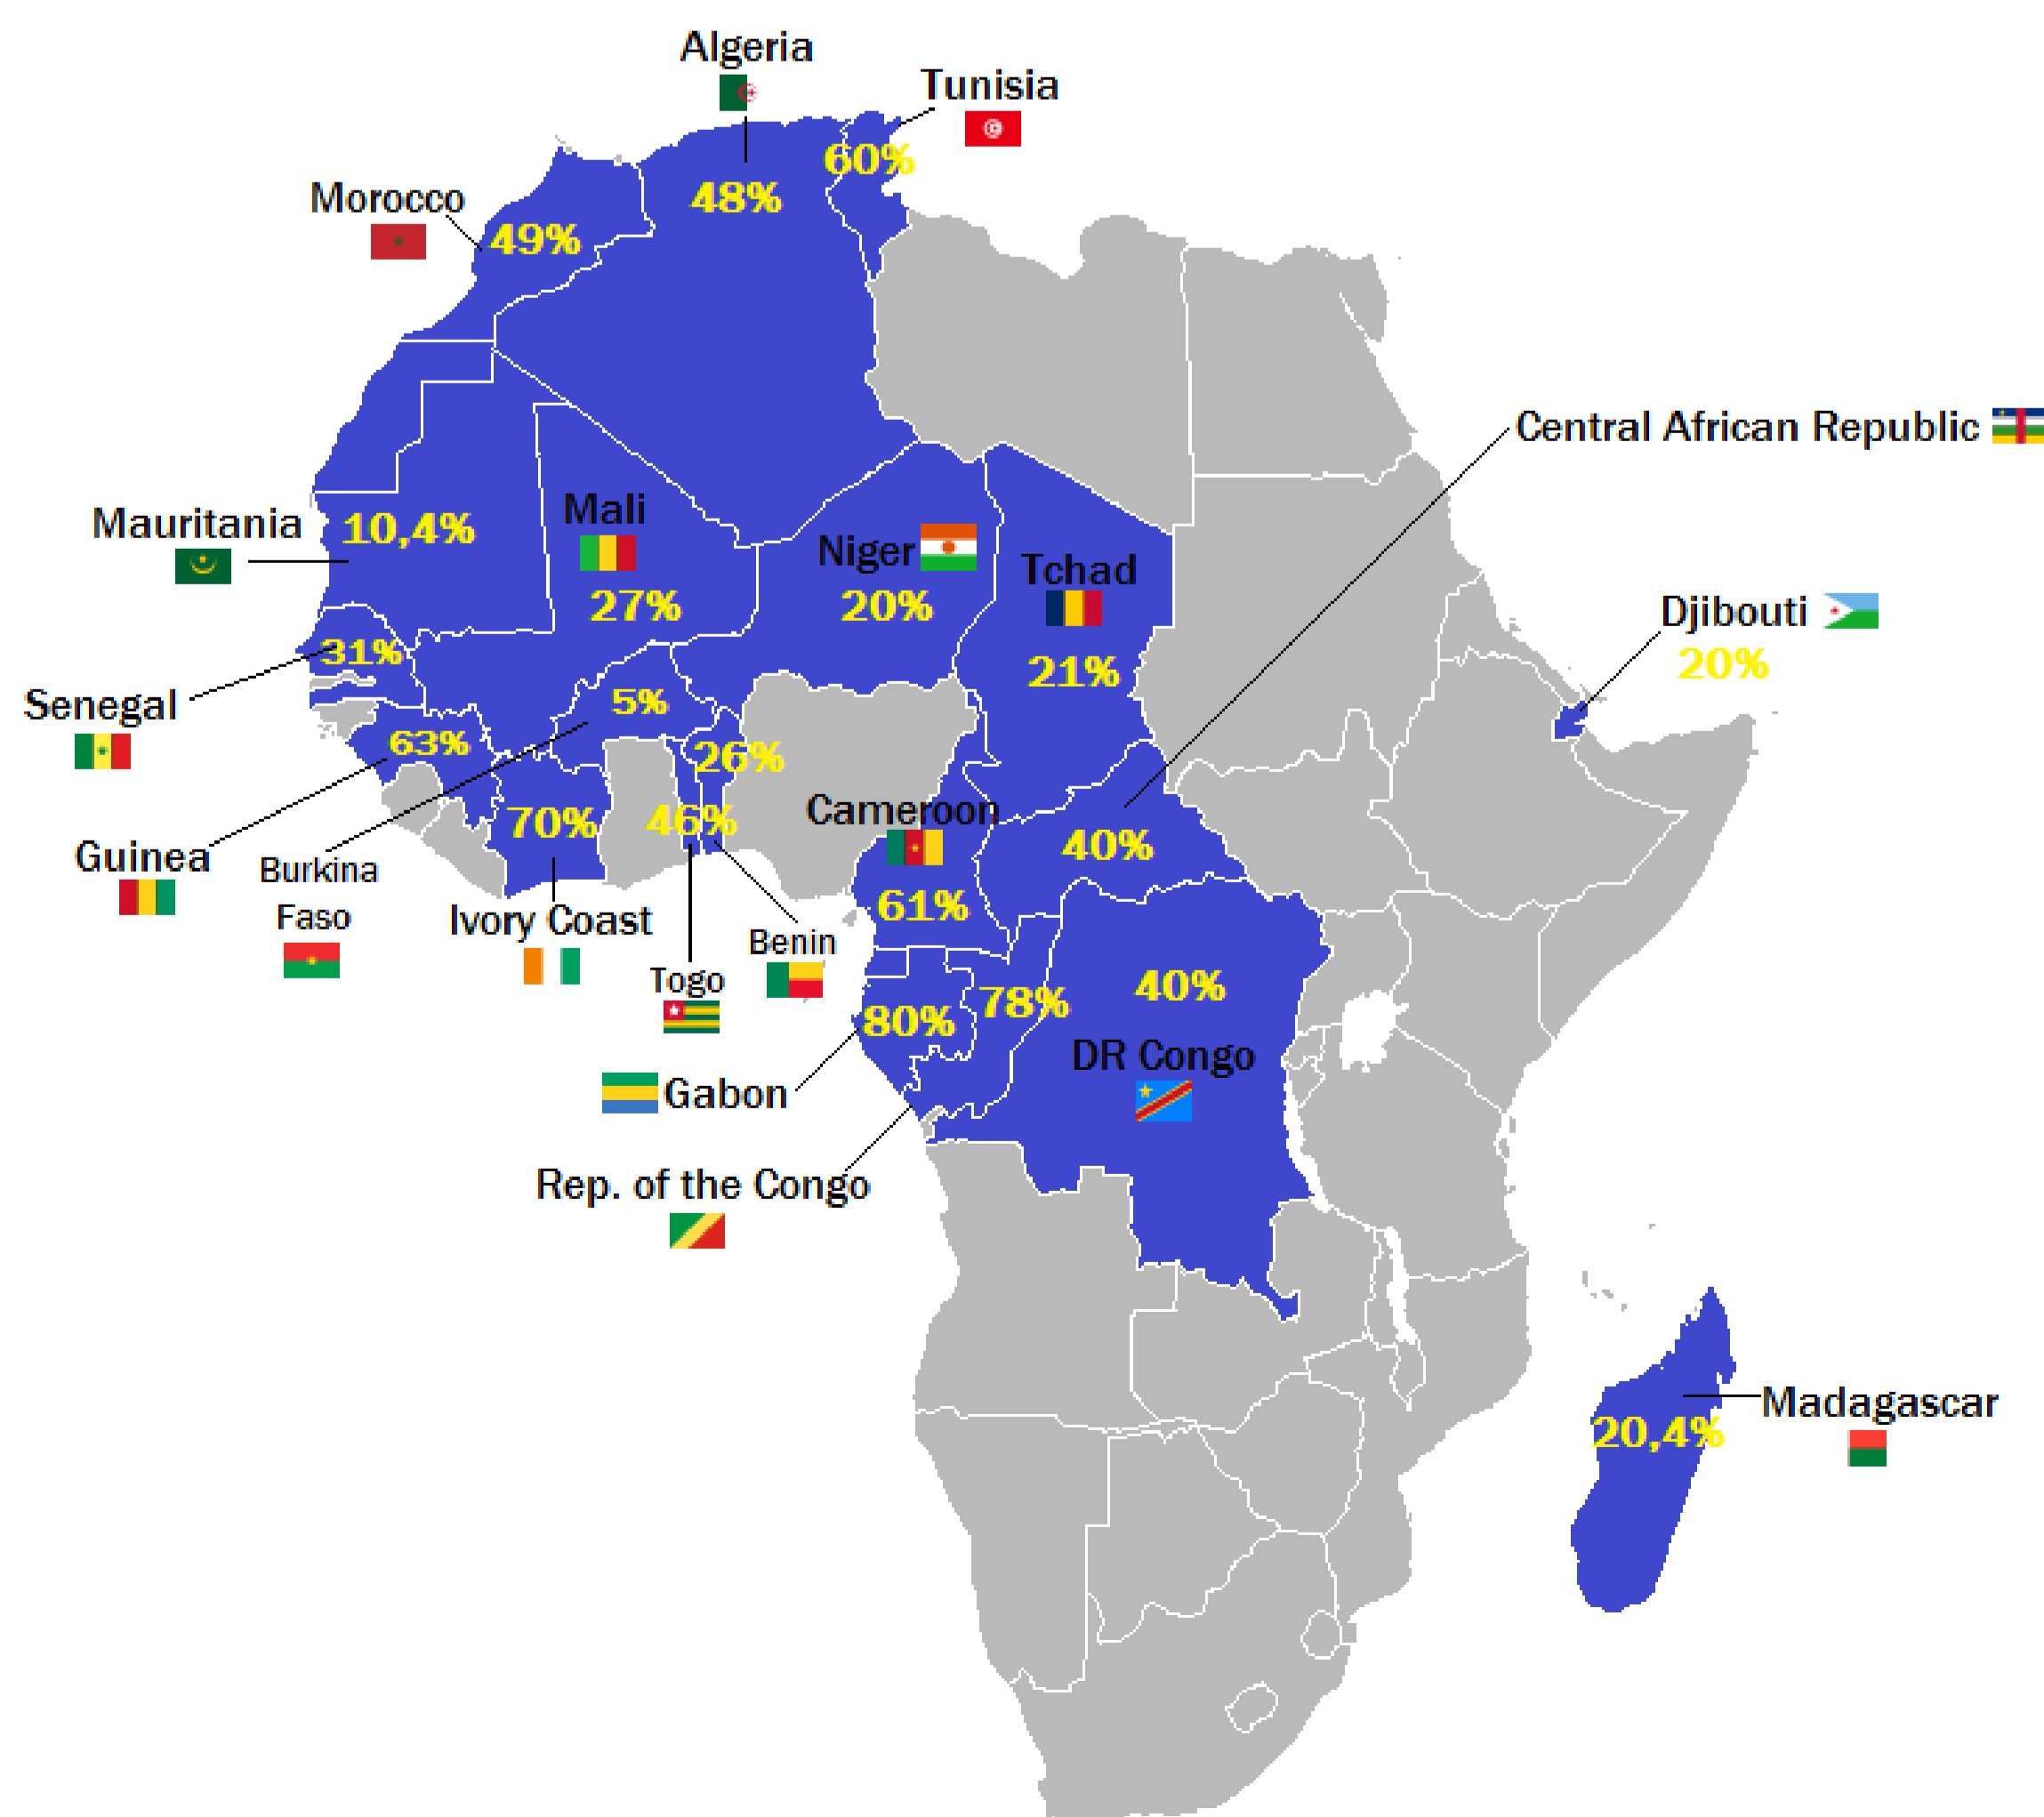 Algeria
Tunisia
60%
48%
Morocco
49%
Central African Republic
Mauritania
10,4%
Mali
27%
Niger
20%
Tchad
21%
Djibouti
20%
31%
Senegal
5%
63%
26%
Guinea
Burkina
Faso
70%
46%
Cameroon
61%
40%
Ivory Coast
Togo
Benin
80%
78%
40%
DR Congo
Gabon
Rep. of the Congo
Madagascar
20,4%